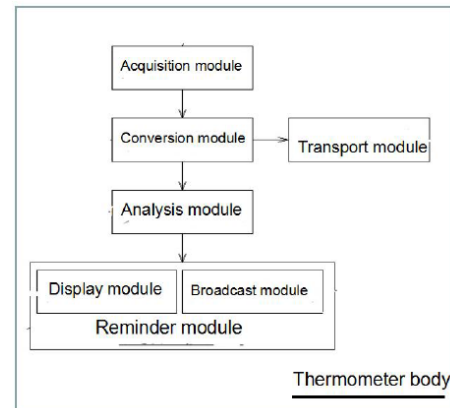 Acquisition module
Conversion module
Transport module
Analysis module
Display module
Broadcast module
Reminder module
Thermometer body